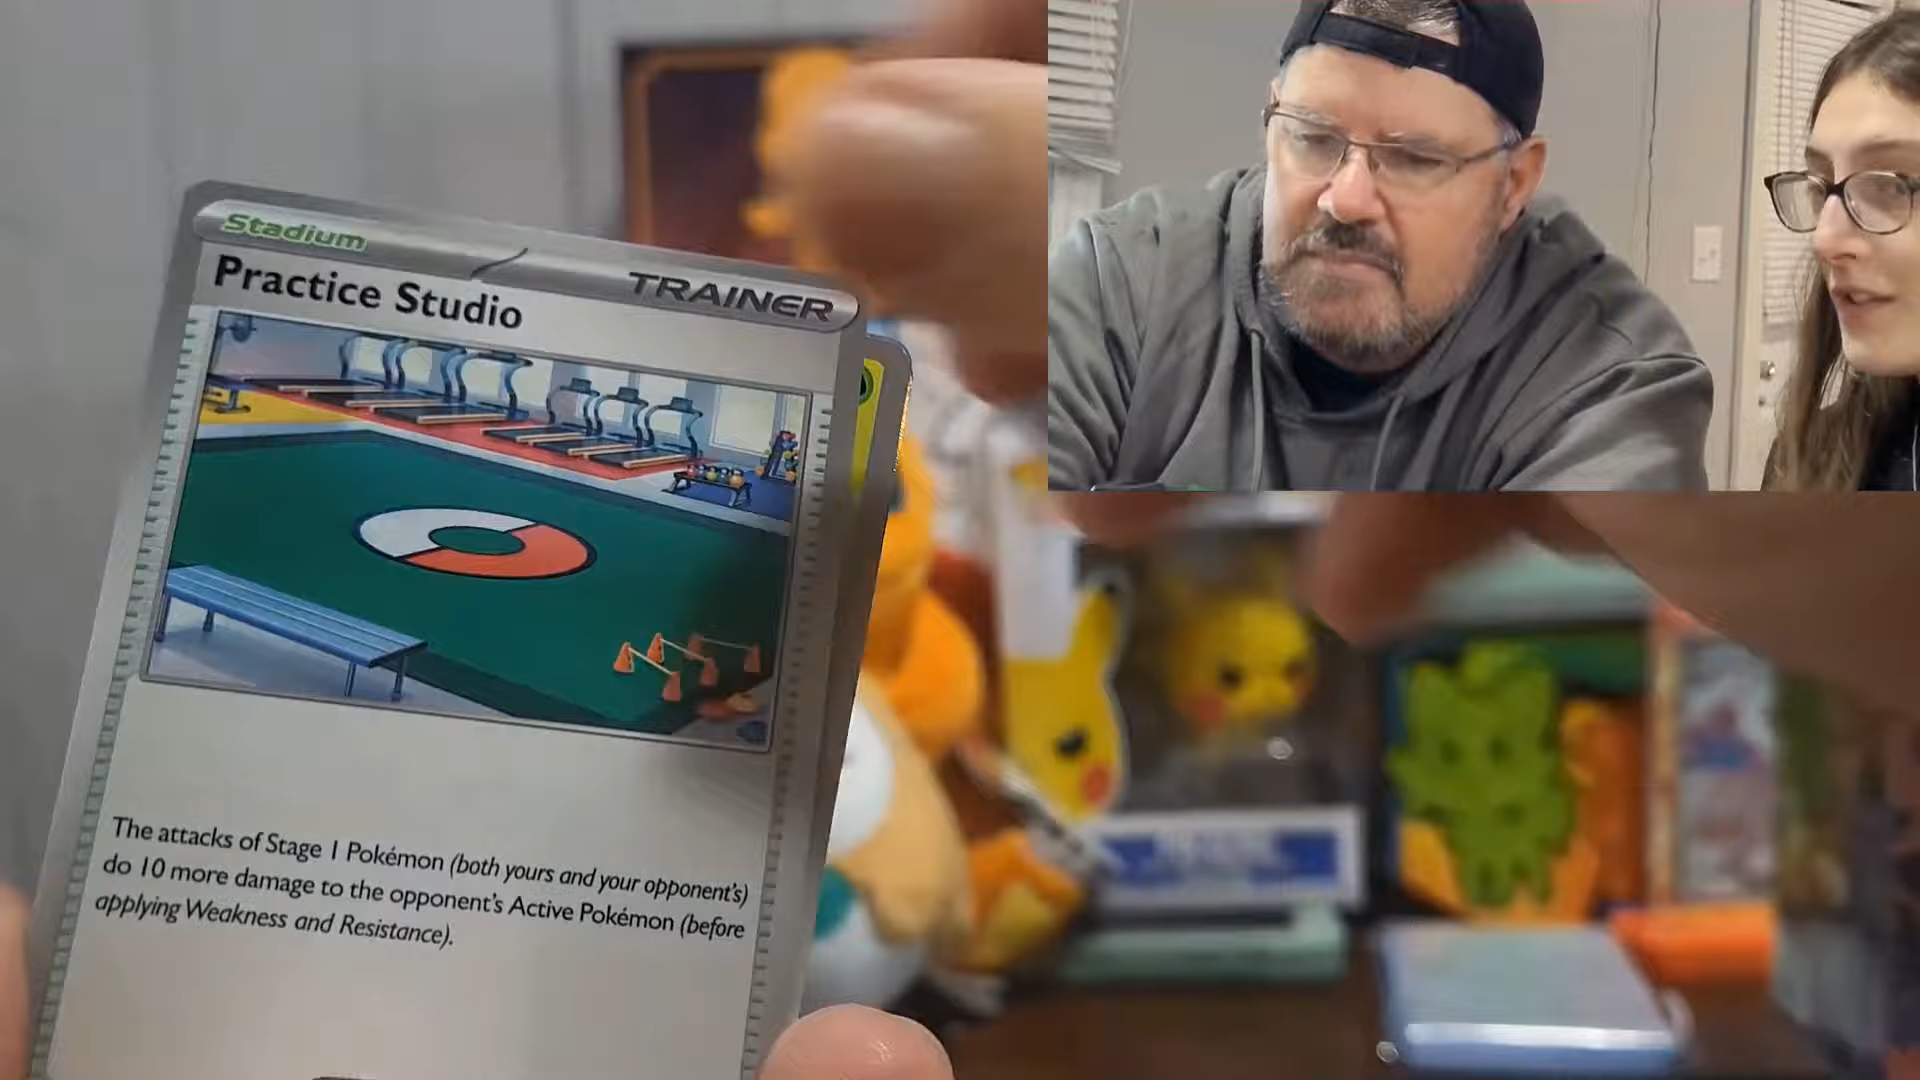 Stadium
TRAINER
Practice Studio
The attacks of Stage 1 Pokémon (both yours and your opponent's)
do 10 more damage to the opponent's Active Pokémon (before
applying Weakness and Resistance).